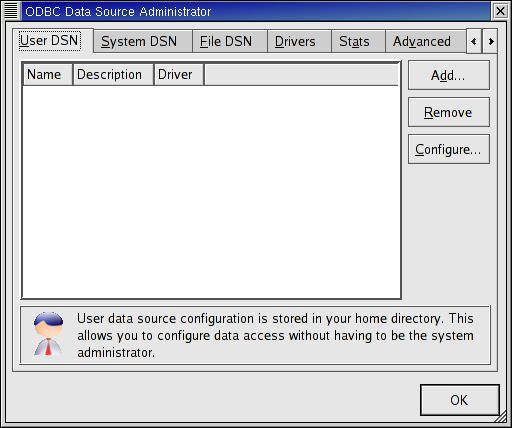 ODBC Data Source Administrator
User DSN System DSN File DSN Drivers Stats Advanced
Name Description Driver
Add...
Remove
Configure...
User data source configuration is stored in your home directory. This
allows you to configure data access without having to be the system
administrator.
OK